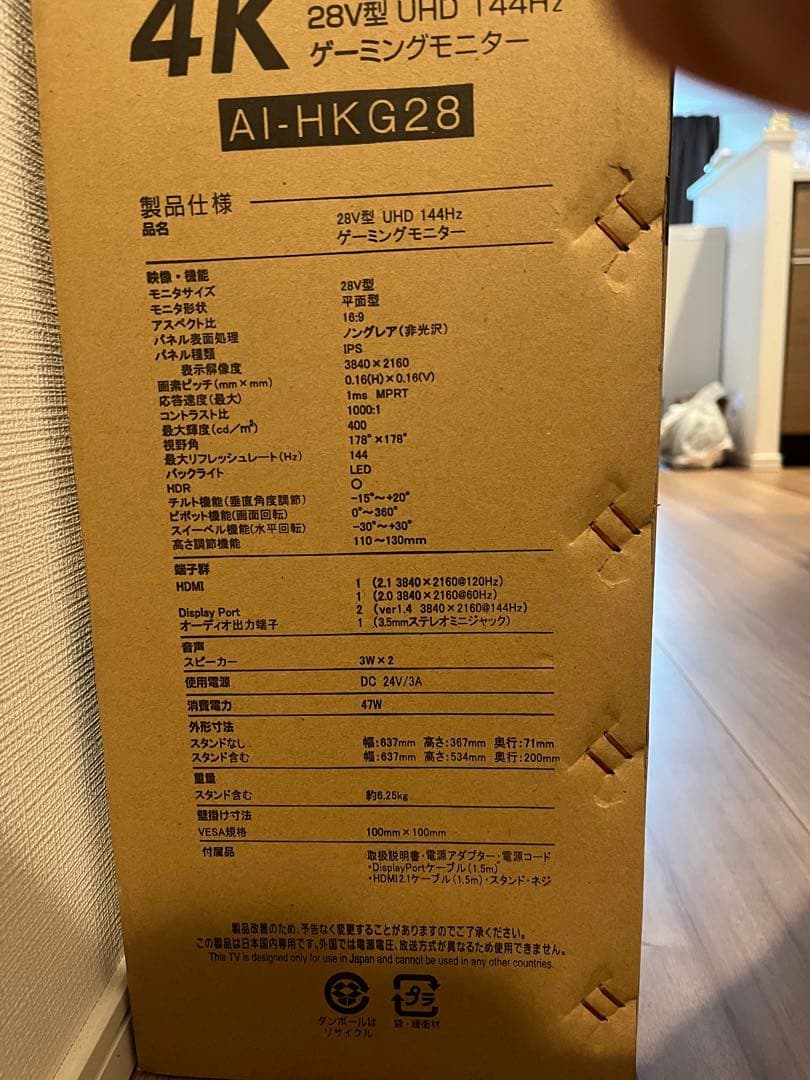 4K
28V型 UHD 144Hz
ゲーミングモニター
AI-HKG28
製品仕様
品名 28V型 UHD 144Hz
ゲーミングモニター
映像・機能
モニタサイズ 28V型
モニタ形状 平面型
アスペクト比 16:9
パネル表面処理 ノングレア(非光沢)
パネル種類 IPS
表示解像度 3840×2160
画素ピッチ(mm×mm) 0.16(H)×0.16(V)
応答速度(最大) 1ms MPRT
コントラスト比 1000:1
最大輝度(cd/㎡) 400
視野角 178°×178°
最大リフレッシュレート(Hz) 144
バックライト LED
HDR ○
チルト機能(垂直角度調節) -15°~+20°
ピボット機能(画面回転) 0°~360°
スイーベル機能(水平回転) -30°~+30°
高さ調節機能 110~130mm
端子群
HDMI 1 (2.1 3840×2160@120Hz)
1 (2.0 3840×2160@60Hz)
Display Port 2 (ver1.4 3840×2160@144Hz)
オーディオ出力端子 1 (3.5mmステレオミニジャック)
音声
スピーカー 3W×2
使用電源 DC 24V/3A
消費電力 47W
外形寸法
スタンドなし 幅:637mm 高さ:367mm 奥行:71mm
スタンド含む 幅:637mm 高さ:534mm 奥行:200mm
重量
スタンド含む 約6.25kg
壁掛け寸法
VESA規格 100mm×100mm
付属品 取扱説明書・電源アダプター・電源コード
・DisplayPortケーブル(1.5m)
・HDMI2.1ケーブル(1.5m)・スタンド・ネジ
製品改善のため、予告なく変更することがありますのでご了承ください。
この製品は日本国内専用です。外国では電源電圧、放送方式が異なるため使用できません。
This TV is designed only for use in Japan and cannot be used in any other countries.
プラ
ダンボールは 袋・緩衝材
リサイクル